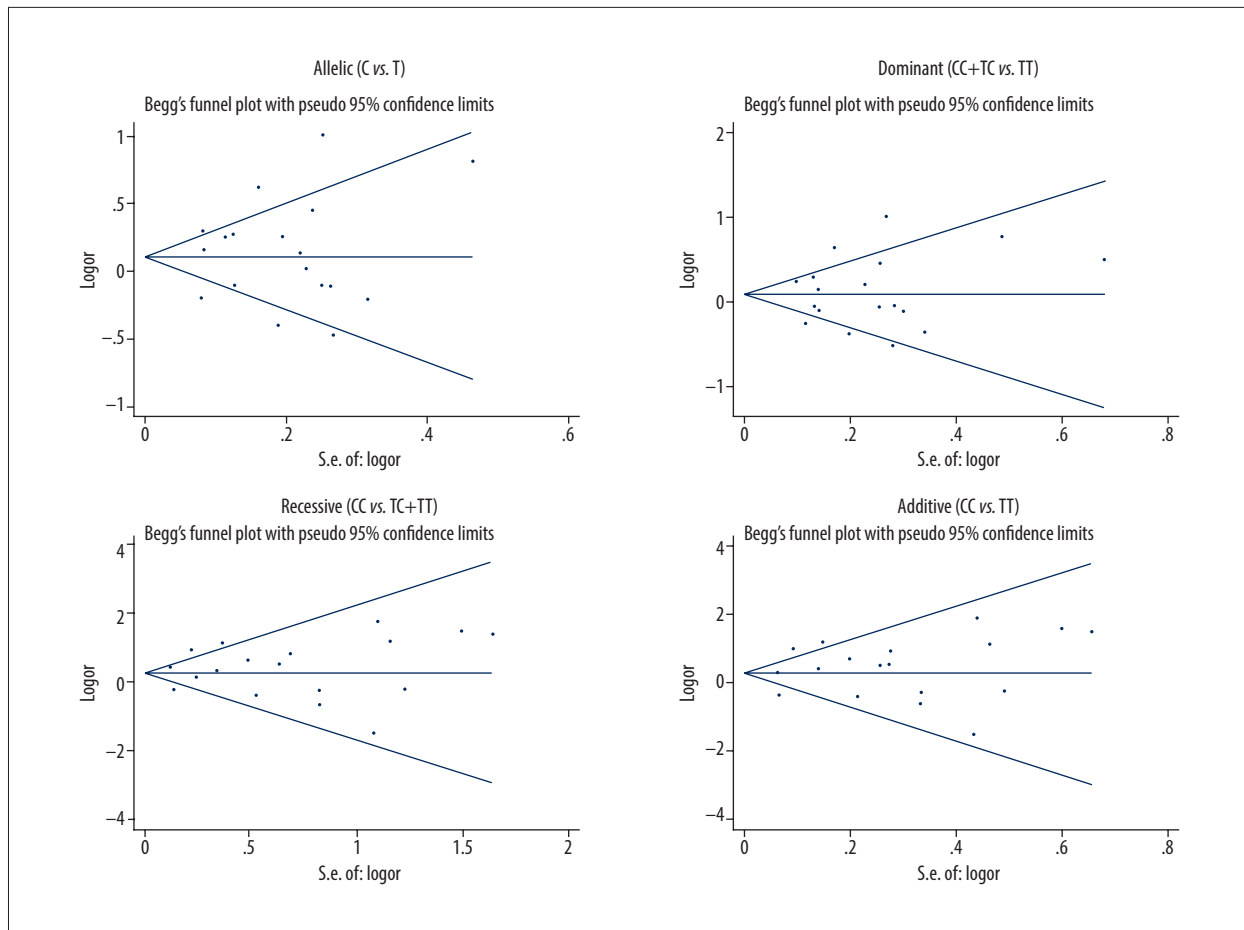 Allelic (C vs. T)
Begg's funnel plot with pseudo 95% confidence limits
1
.5
0
–.5
–1
Logor
0 .2 .4 .6
S.e. of: logor
Dominant (CC+TC vs. TT)
Begg's funnel plot with pseudo 95% confidence limits
2
1
0
–1
Logor
0 .2 .4 .6 .8
S.e. of: logor
Recessive (CC vs. TC+TT)
Begg's funnel plot with pseudo 95% confidence limits
4
2
0
–2
–4
Logor
0 .5 1 1.5 2
S.e. of: logor
Additive (CC vs. TT)
Begg's funnel plot with pseudo 95% confidence limits
4
2
0
–2
–4
Logor
0 .2 .4 .6 .8
S.e. of: logor